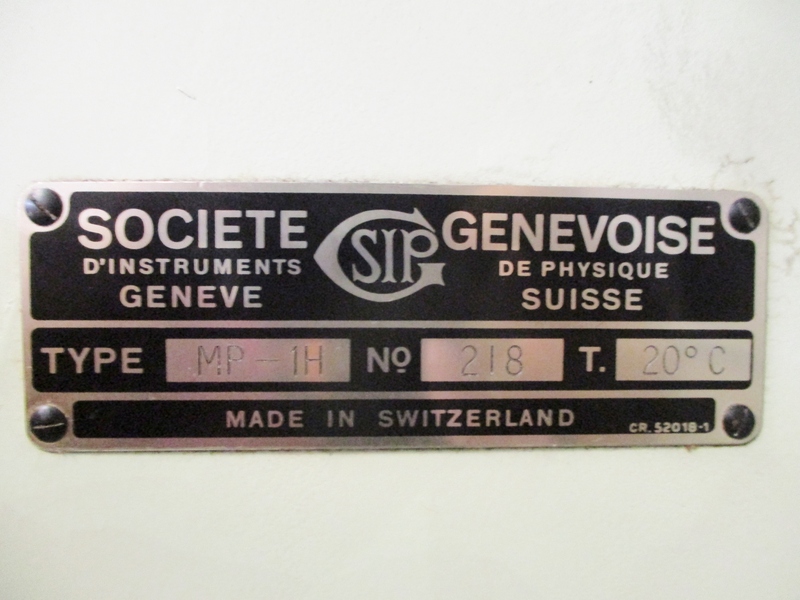 SOCIETE SIP GENEVOISE
D'INSTRUMENTS DE PHYSIQUE
GENEVE SUISSE
TYPE MP-1H No 218 T. 20°C
MADE IN SWITZERLAND
CR. 52018-1